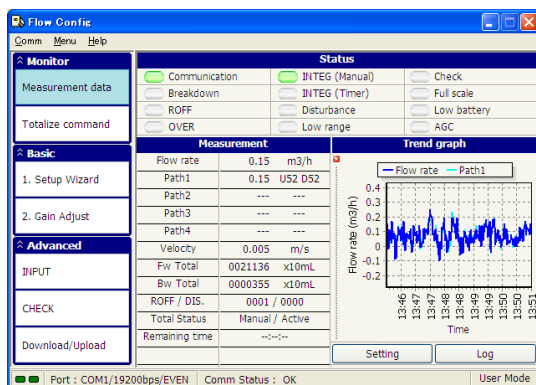 Flow Config
Comm Menu Help
Monitor
Measurement data
Totalize command
Basic
1. Setup Wizard
2. Gain Adjust
Advanced
INPUT
CHECK
Download/Upload
Status
Communication INTEG (Manual) Check
Breakdown INTEG (Timer) Full scale
ROFF Disturbance Low battery
OVER Low range AGC
Measurement
Flow rate 0.15 m3/h
Path1 0.15 U52 D52
Path2 --- ---
Path3 --- ---
Path4 --- ---
Velocity 0.005 m/s
Fw Total 0021136 x10mL
Bw Total 0000355 x10mL
ROFF / DIS. 0001 / 0000
Total Status Manual / Active
Remaining time --:--:--
Trend graph
Flow rate Path1
Flow rate (m3/h)
0.4
0.3
0.2
0.1
0
-0.1
-0.2
13:46 13:47 13:47 13:48 13:48 13:49 13:49 13:50 13:50 13:51
Time
Setting Log
Port : COM1/19200bps/EVEN Comm Status : OK User Mode